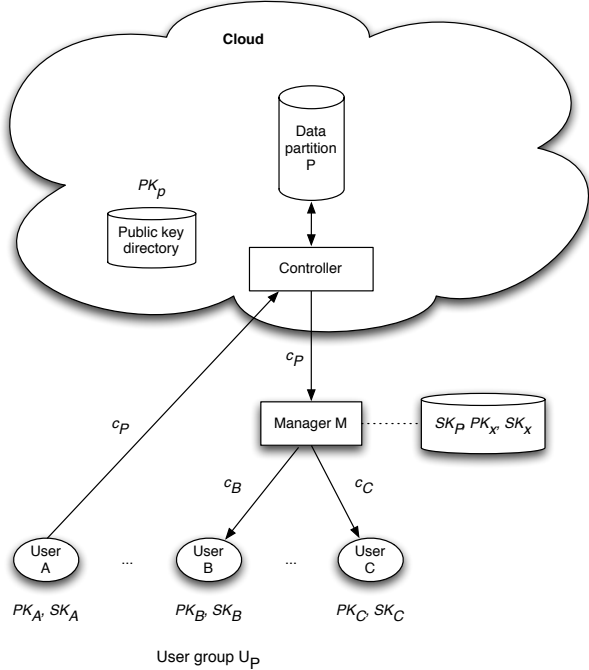 Cloud
Data
partition
P
PK_p
Public key
directory
Controller
c_P
c_P
Manager M
SK_P, PK_x, SK_x
c_B
c_C
User
A
...
User
B
...
User
C
PK_A, SK_A
PK_B, SK_B
PK_C, SK_C
User group U_P